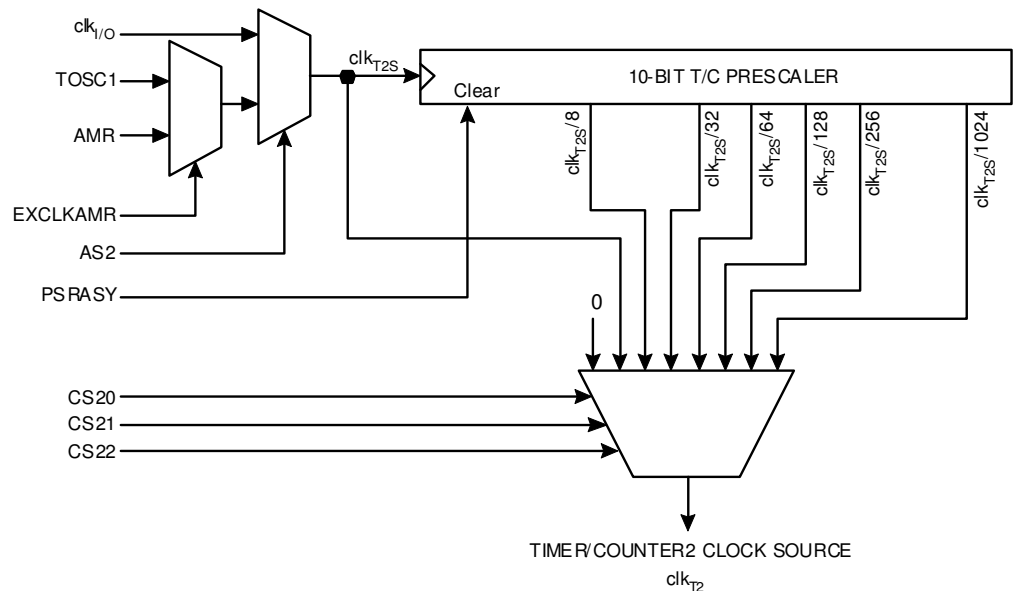 clkI/O
TOSC1
AMR
EXCLKAMR
AS2
PSRASY
clkT2S
10-BIT T/C PRESCALER
Clear
clkT2S/8
clkT2S/32
clkT2S/64
clkT2S/128
clkT2S/256
clkT2S/1024
0
CS20
CS21
CS22
TIMER/COUNTER2 CLOCK SOURCE
clkT2